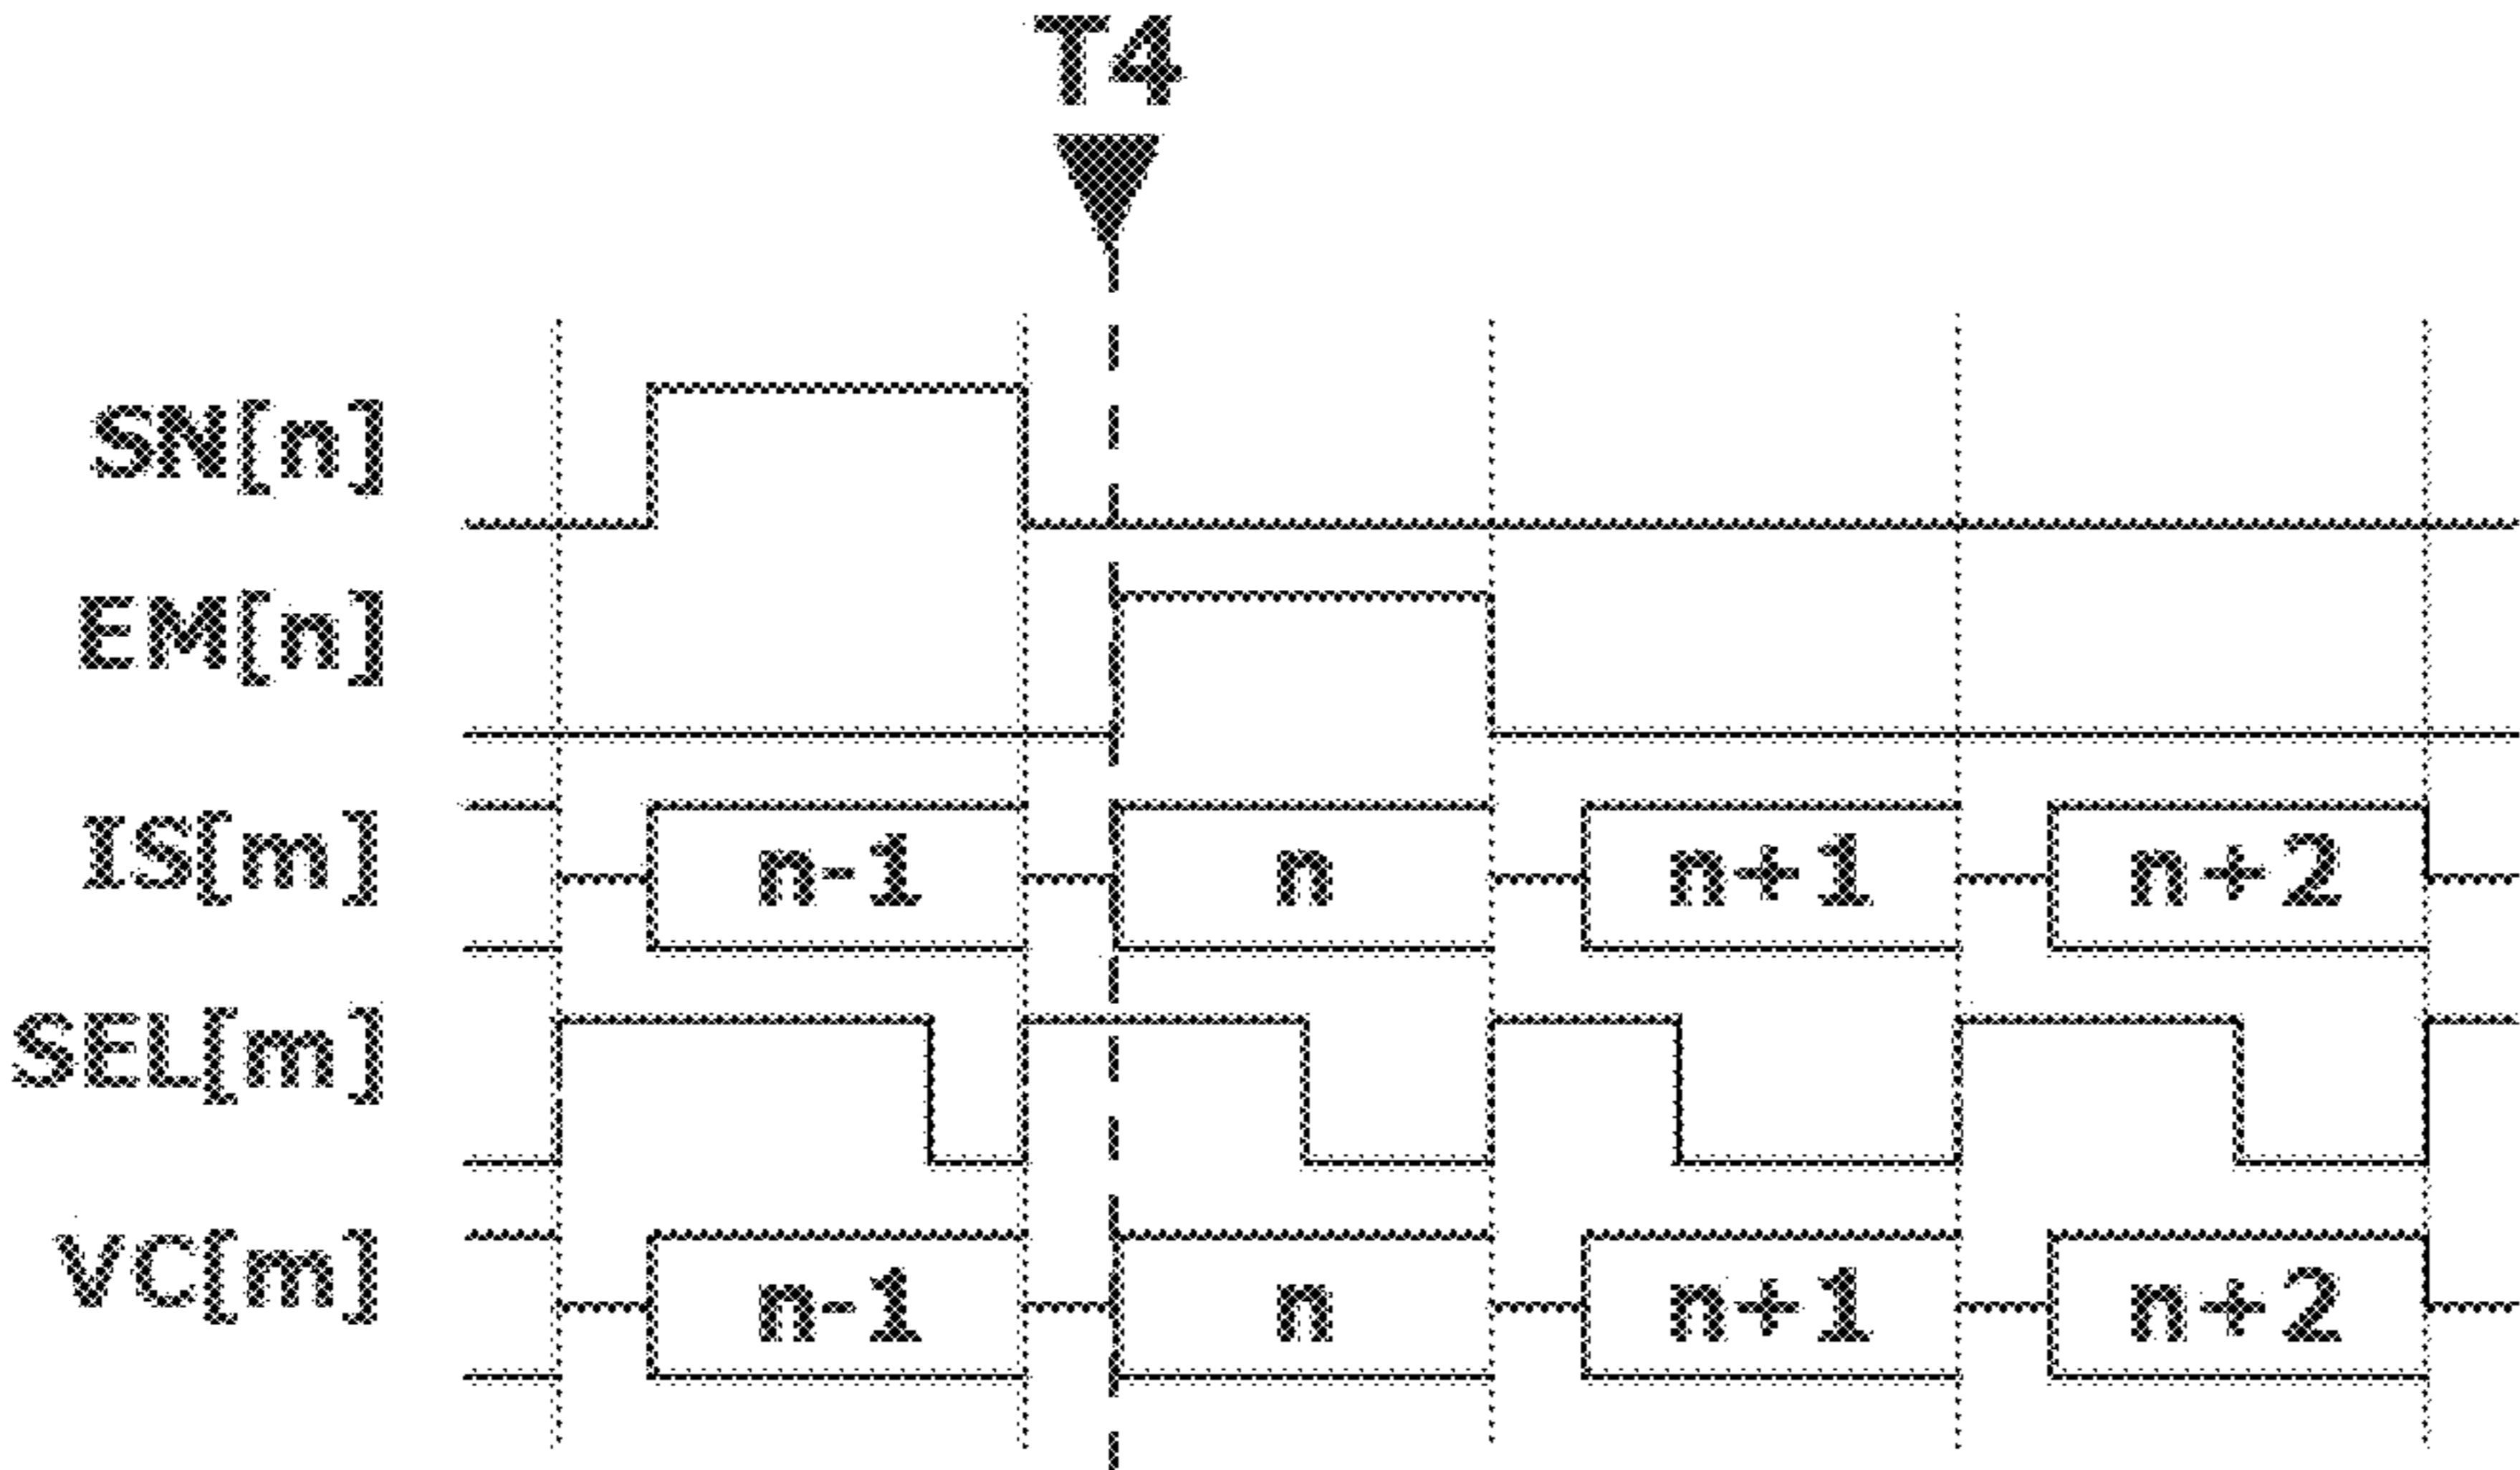 T4
SN[n]
EM[n]
IS[m] n-1 n n+1 n+2
SEL[m]
VC[m] n-1 n n+1 n+2